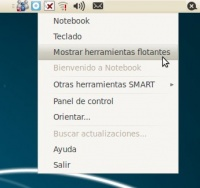 Notebook
Teclado
Mostrar herramientas flotantes
Bienvenido a Notebook
Otras herramientas SMART
Panel de control
Orientar...
Buscar actualizaciones...
Ayuda
Salir